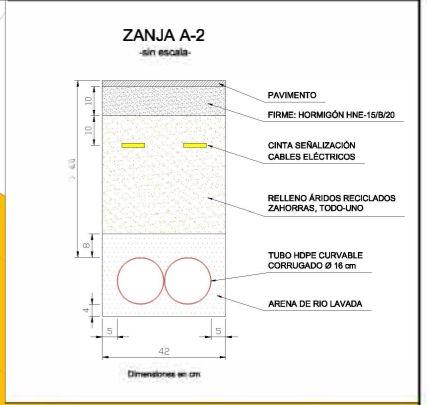 ZANJA A-2
-sin escala-
PAVIMENTO
10
FIRME: HORMIGÓN HNE-15/B/20
10
CINTA SEÑALIZACIÓN
CABLES ELÉCTRICOS
RELLENO ÁRIDOS RECICLADOS
ZAHORRAS, TODO-UNO
8
TUBO HDPE CURVABLE
CORRUGADO Ø 16 cm
ARENA DE RIO LAVADA
4
5
5
42
Dimensiones en cm